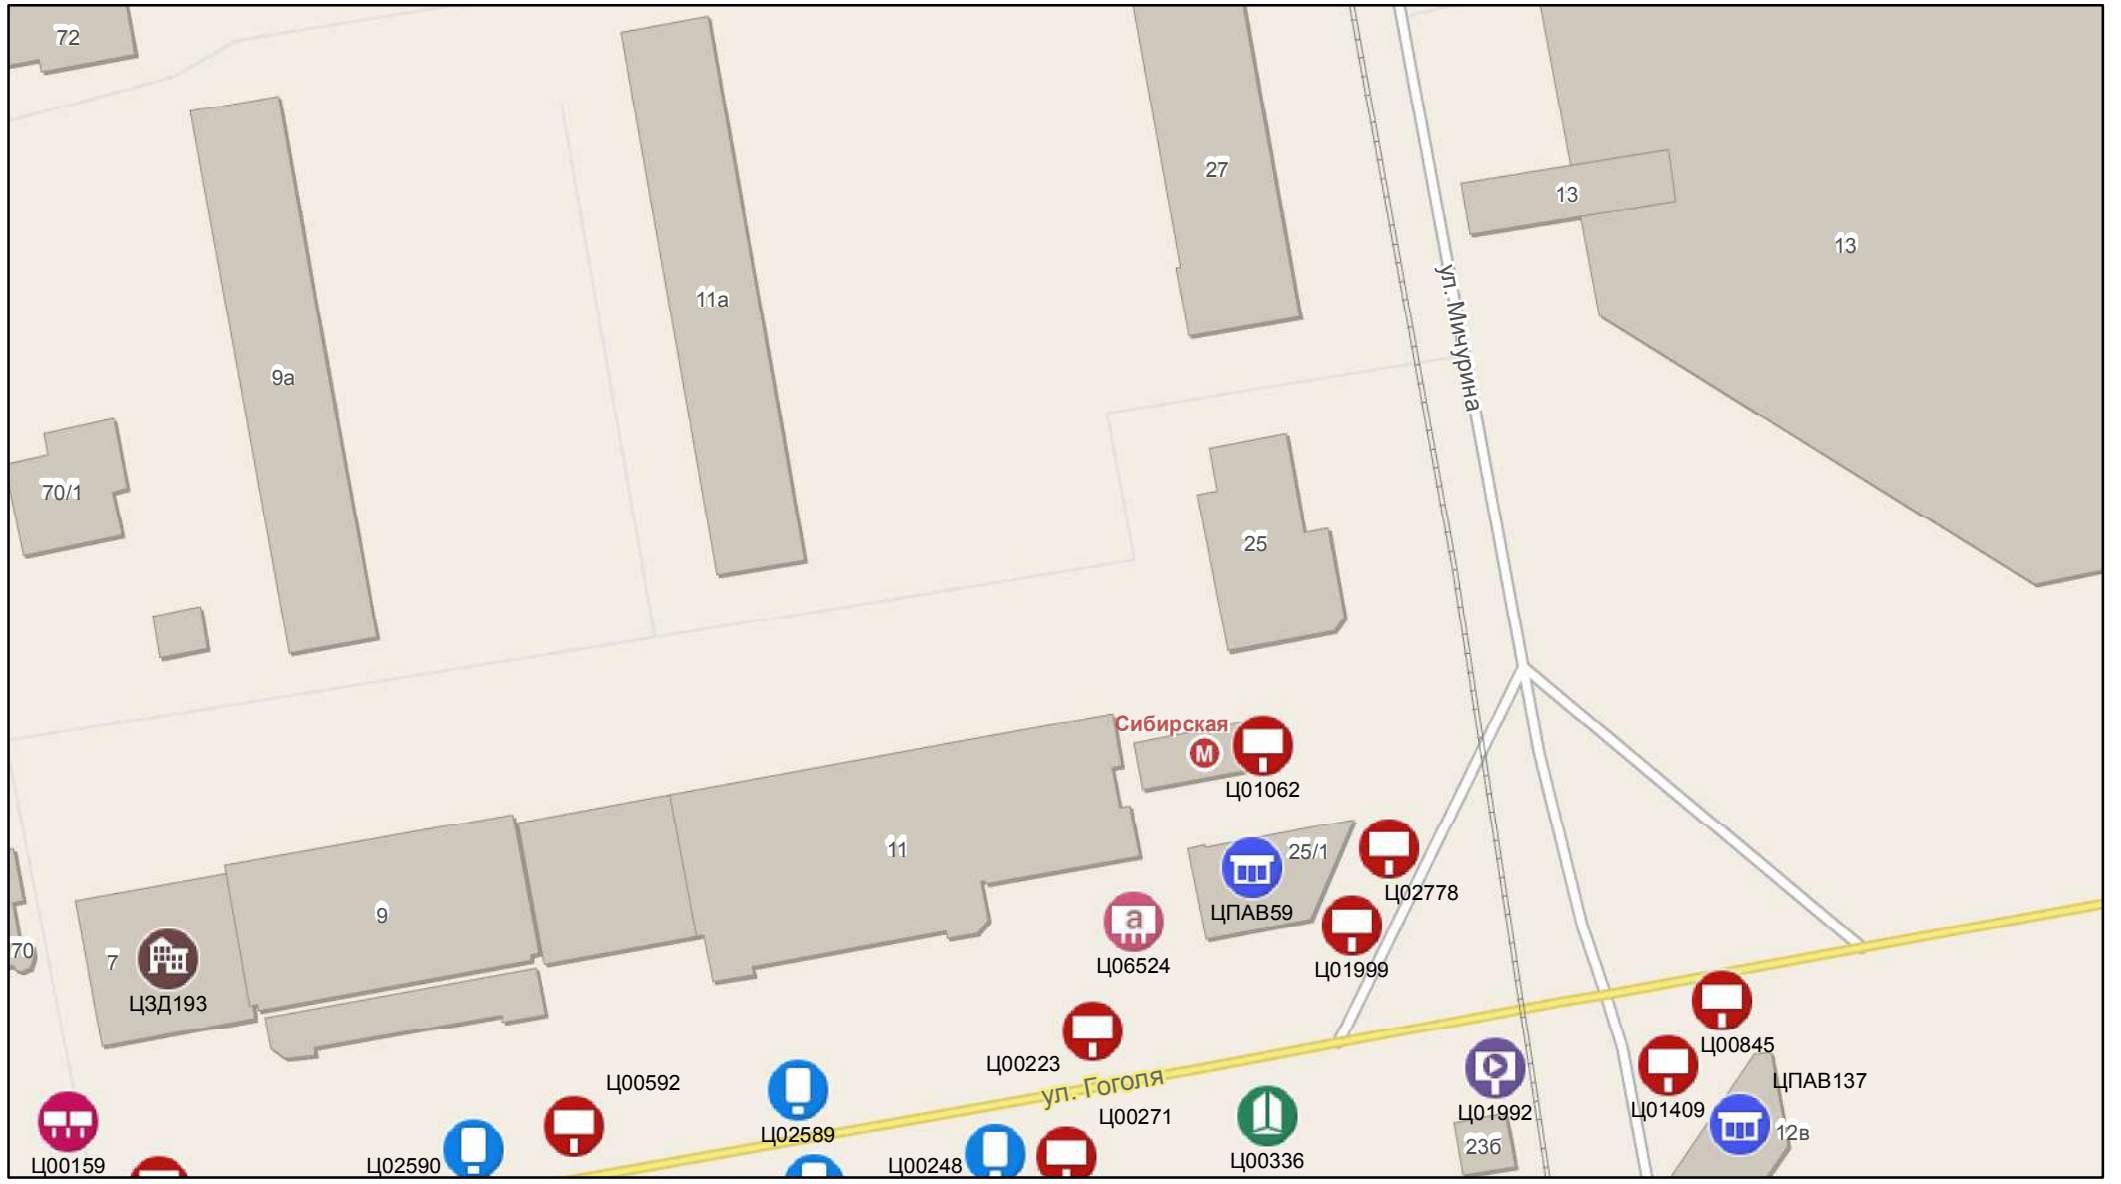 72
27
13
13
ул. Мичурина
11а
9а
70/1
25
Сибирская
М
Ц01062
11
25/1
ЦПАВ59
Ц02778
9
а
Ц06524
Ц01999
70
7
ЦЗД193
Ц00845
Ц00223
ул. Гоголя
Ц00592
ЦПАВ137
Ц01992
Ц01409
Ц00271
Ц02589
12в
23б
Ц00159
Ц02590
Ц00248
Ц00336